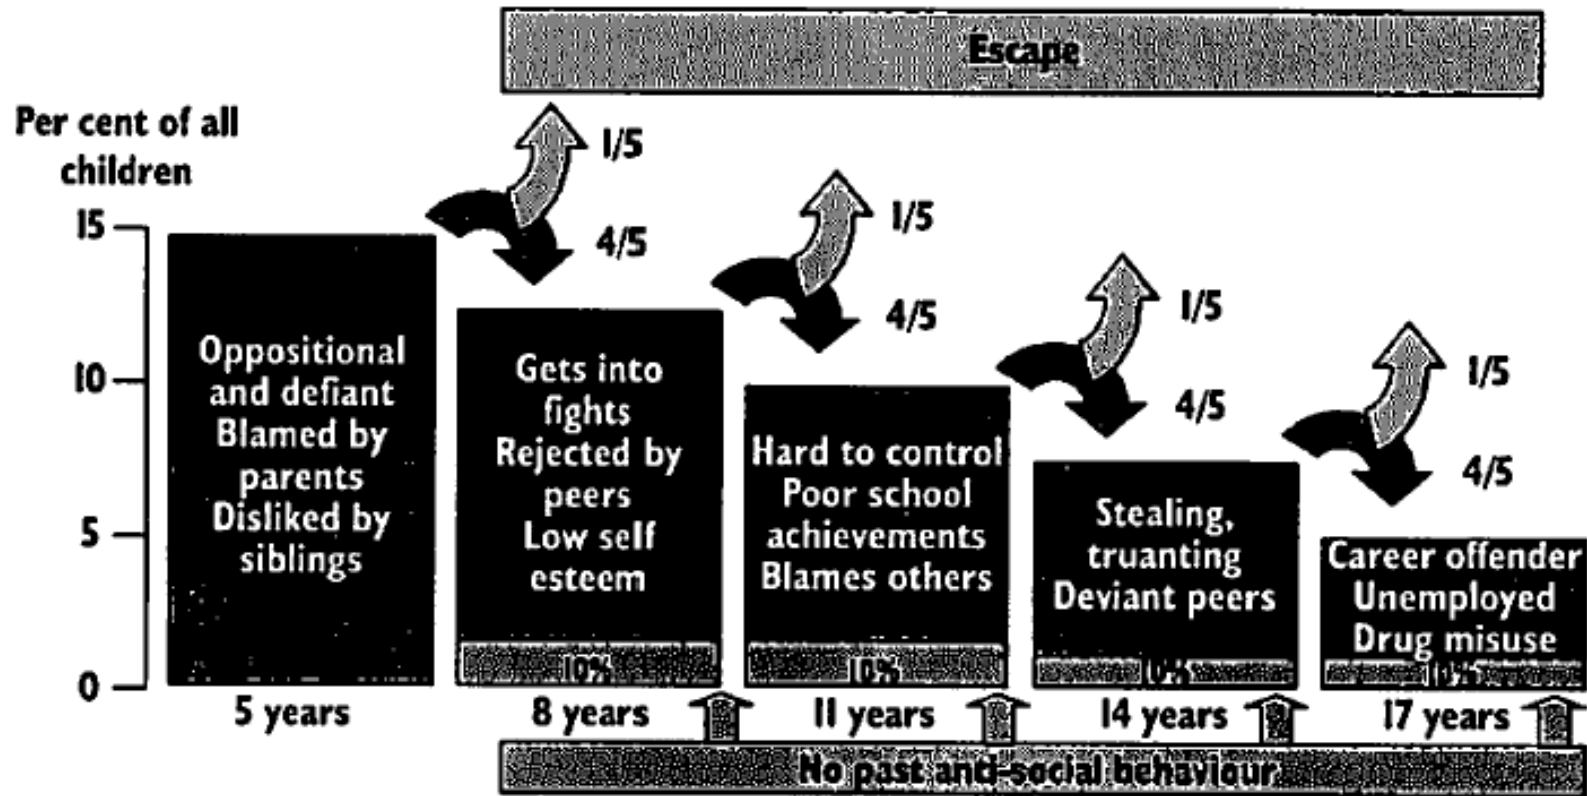 Escape
Per cent of all
children
15
10
5
0
1/5
4/5
1/5
4/5
1/5
4/5
1/5
4/5
Oppositional
and defiant
Blamed by
parents
Disliked by
siblings
Gets into
fights
Rejected by
peers
Low self
esteem
Hard to control
Poor school
achievements
Blames others
Stealing,
truanting
Deviant peers
Career offender
Unemployed
Drug misuse
10%
10%
10%
10%
5 years
8 years
11 years
14 years
17 years
No past anti-social behaviour